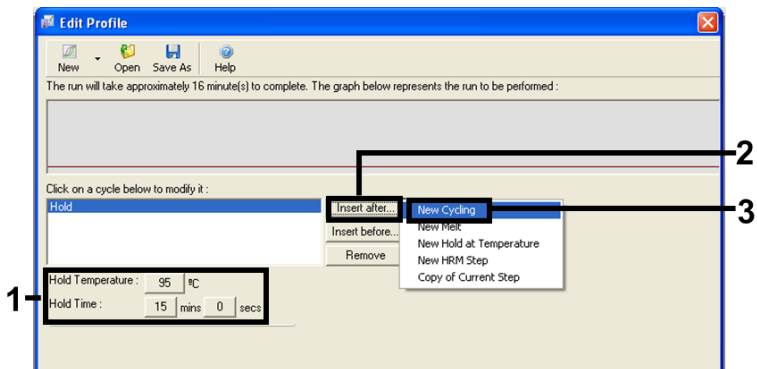 Edit Profile
New Open Save As Help
The run will take approximately 16 minute(s) to complete. The graph below represents the run to be performed :
2
Click on a cycle below to modify it :
Hold
Insert after...
New Cycling
3
Insert before...
New Melt
New Hold at Temperature
Remove
New HRM Step
Copy of Current Step
1
Hold Temperature : 95 ºC
Hold Time : 15 mins 0 secs